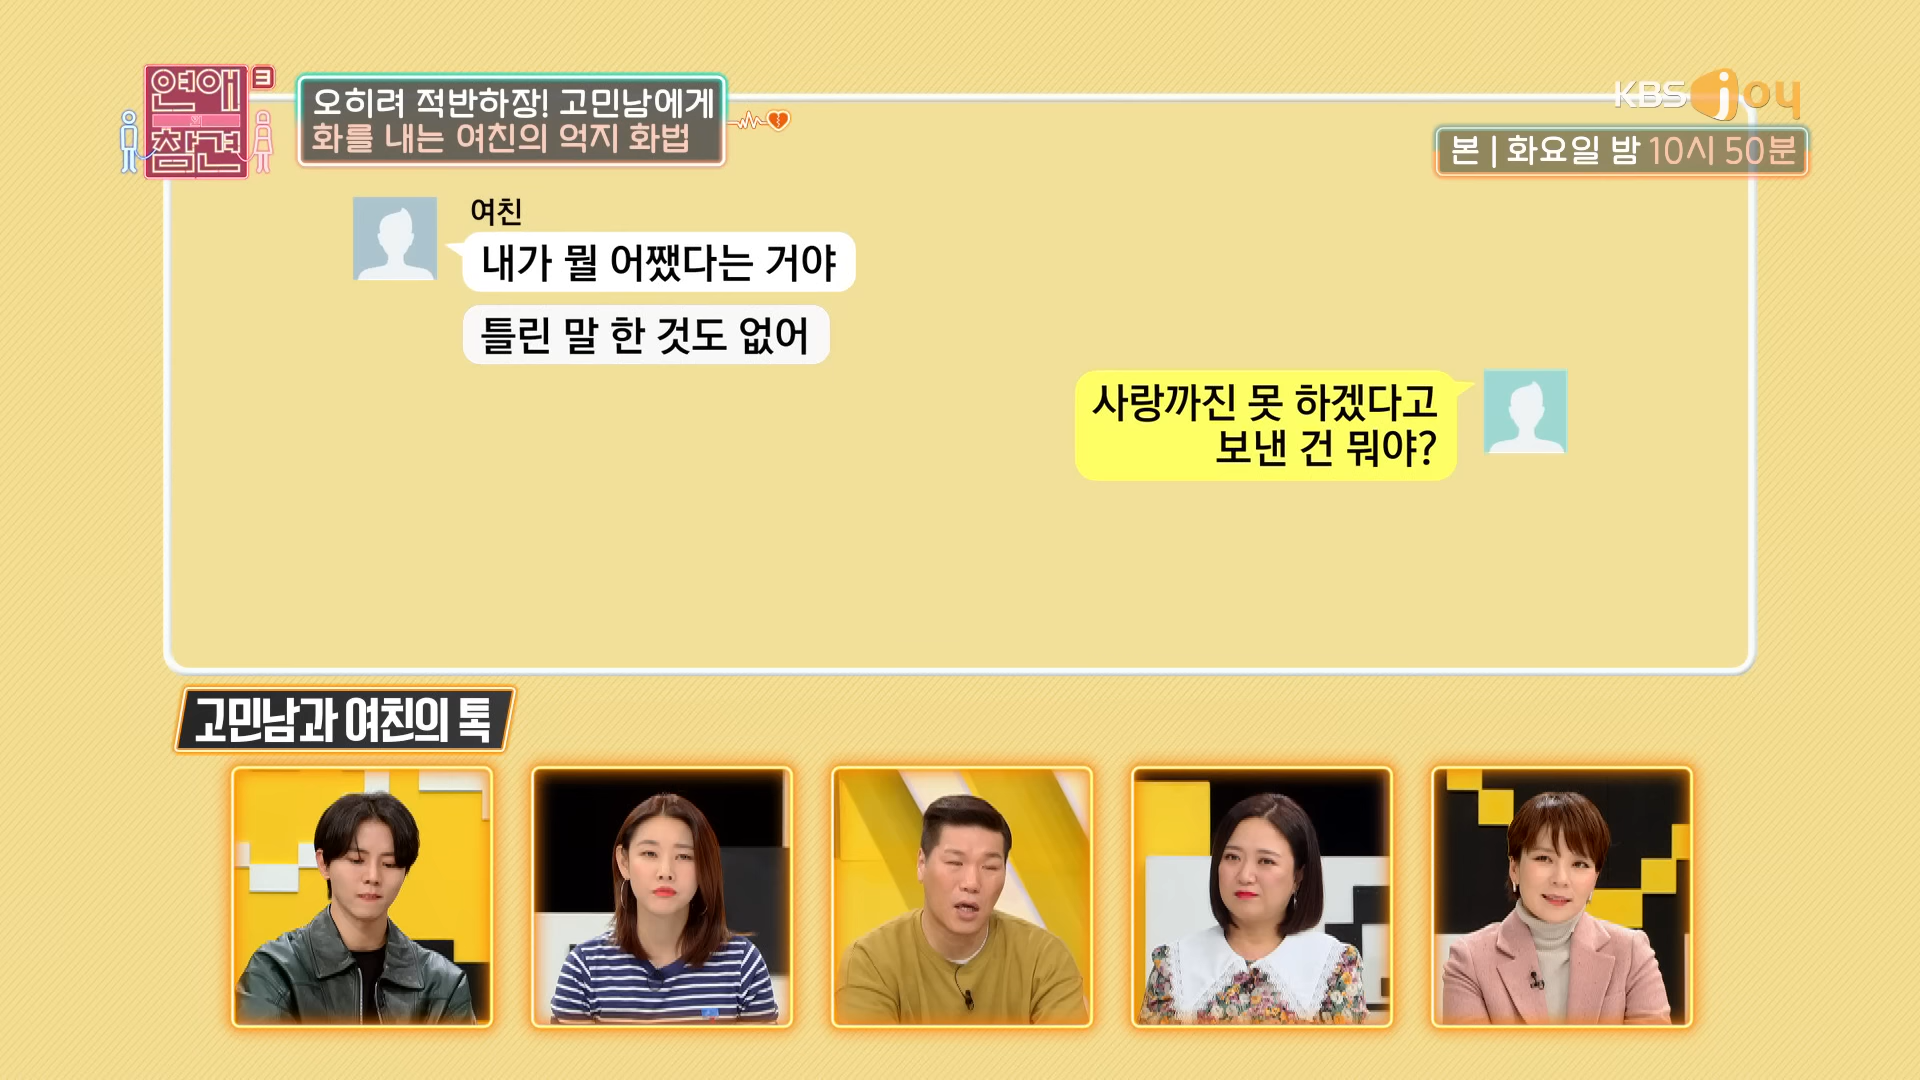 연애의 참견 3
오히려 적반하장! 고민남에게
화를 내는 여친의 억지 화법
KBS joy
본 | 화요일 밤 10시 50분
여친
내가 뭘 어쨌다는 거야
틀린 말 한 것도 없어
사랑까진 못 하겠다고
보낸 건 뭐야?
고민남과 여친의 톡